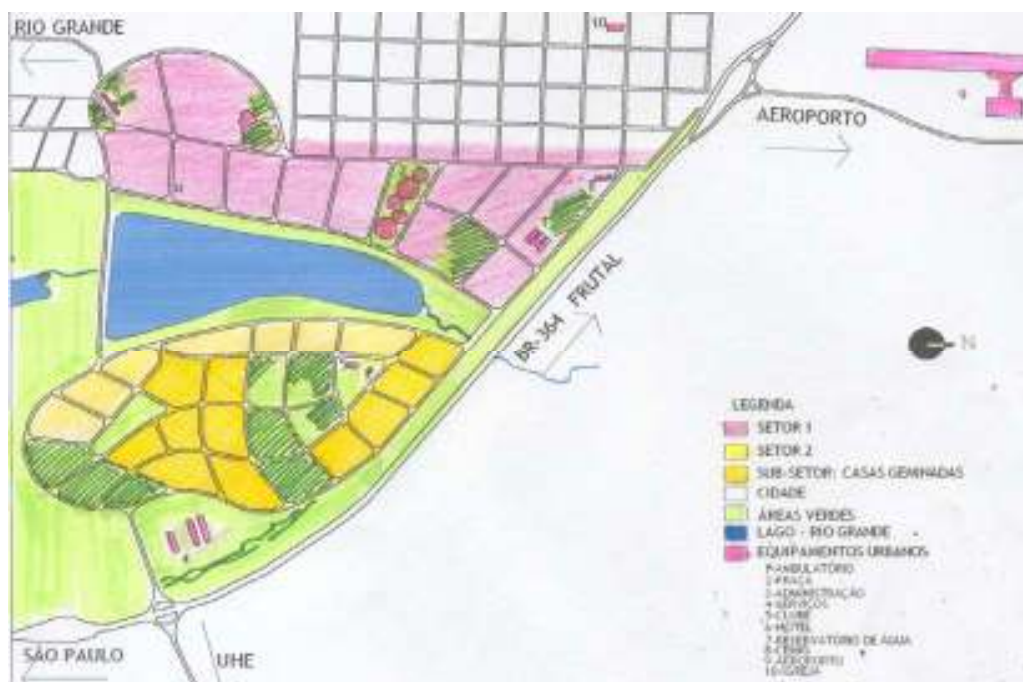 RIO GRANDE
10
AEROPORTO
9
BR-364 FRUTAL
N
LEGENDA
SETOR 1
SETOR 2
SUB-SETOR: CASAS GEMINADAS
CIDADE
ÁREAS VERDES
LAGO - RIO GRANDE
EQUIPAMENTOS URBANOS
1-AMBULATÓRIO
2-PRAÇA
3-ADMINISTRAÇÃO
4-SERVIÇOS
5-CLUBE
6-HOTEL
7-RESERVATÓRIO DE ÁGUA
9-AEROPORTO
10-IGREJA
SÃO PAULO
UHE